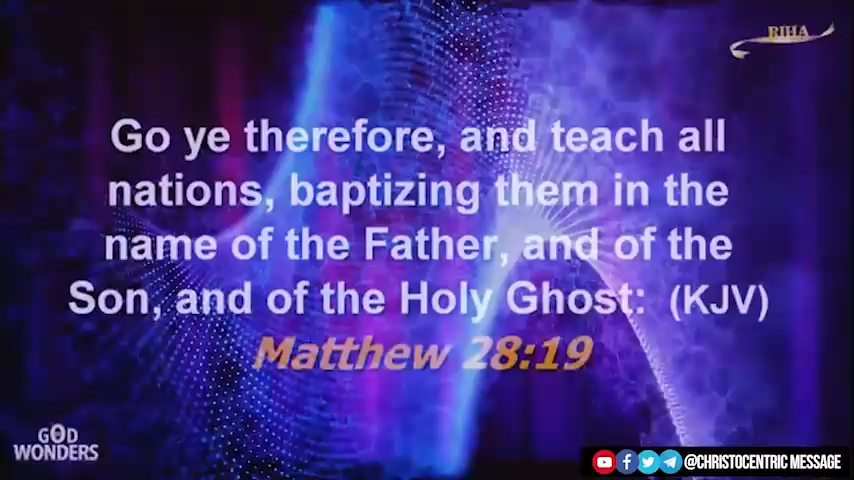 RIHA
Go ye therefore, and teach all
nations, baptizing them in the
name of the Father, and of the
Son, and of the Holy Ghost: (KJV)
Matthew 28:19
GOD
WONDERS
@CHRISTOCENTRIC MESSAGE